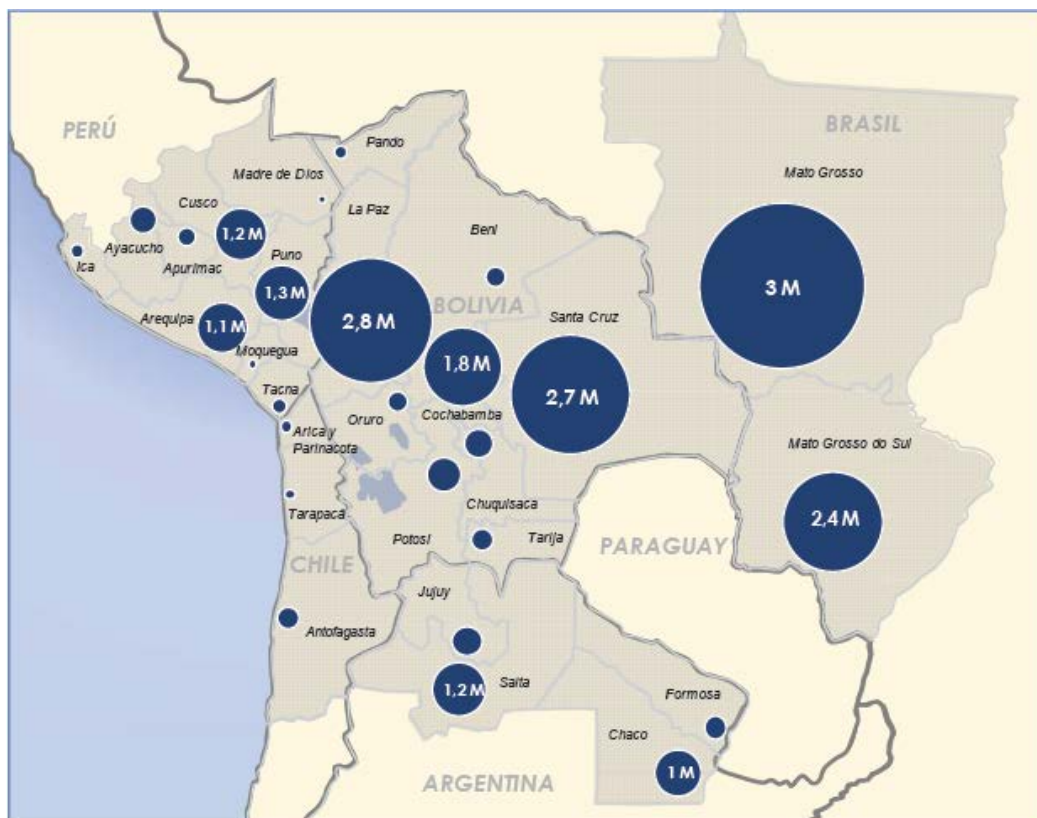 PERÚ
BRASIL
Pando
Mato Grosso
Madre de Dios
Cusco
La Paz
Beni
1,2 M
Ayacucho
Puno
Ica
Apurimac
1,3 M
3 M
BOLIVIA
Arequipa
1,1 M
2,8 M
Santa Cruz
Moquegua
1,8 M
Tacna
2,7 M
Oruro
Cochabamba
Arica y
Parinacota
Mato Grosso do Sul
Tarapacá
Chuquisaca
2,4 M
Potosí
Tarija
PARAGUAY
CHILE
Jujuy
Antofagasta
1,2 M
Salta
Formosa
Chaco
1 M
ARGENTINA